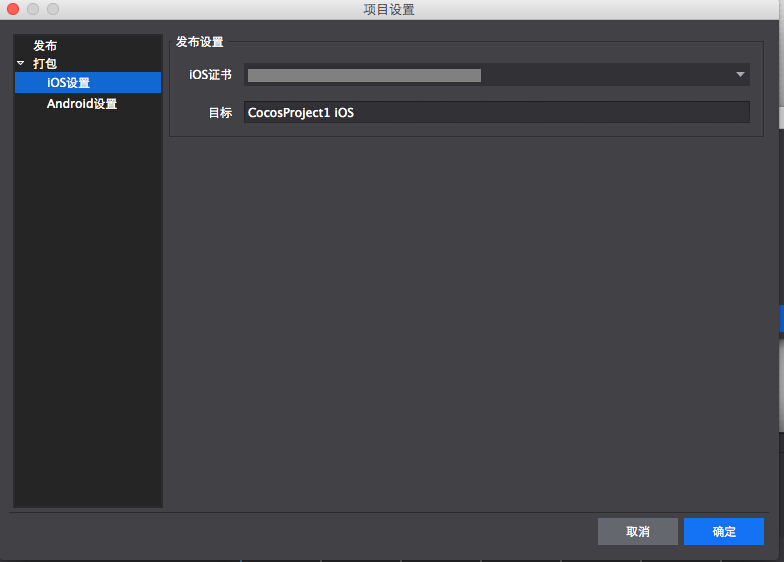 项目设置
发布
打包
iOS设置
Android设置
发布设置
iOS证书
目标 CocosProject1 iOS
取消 确定